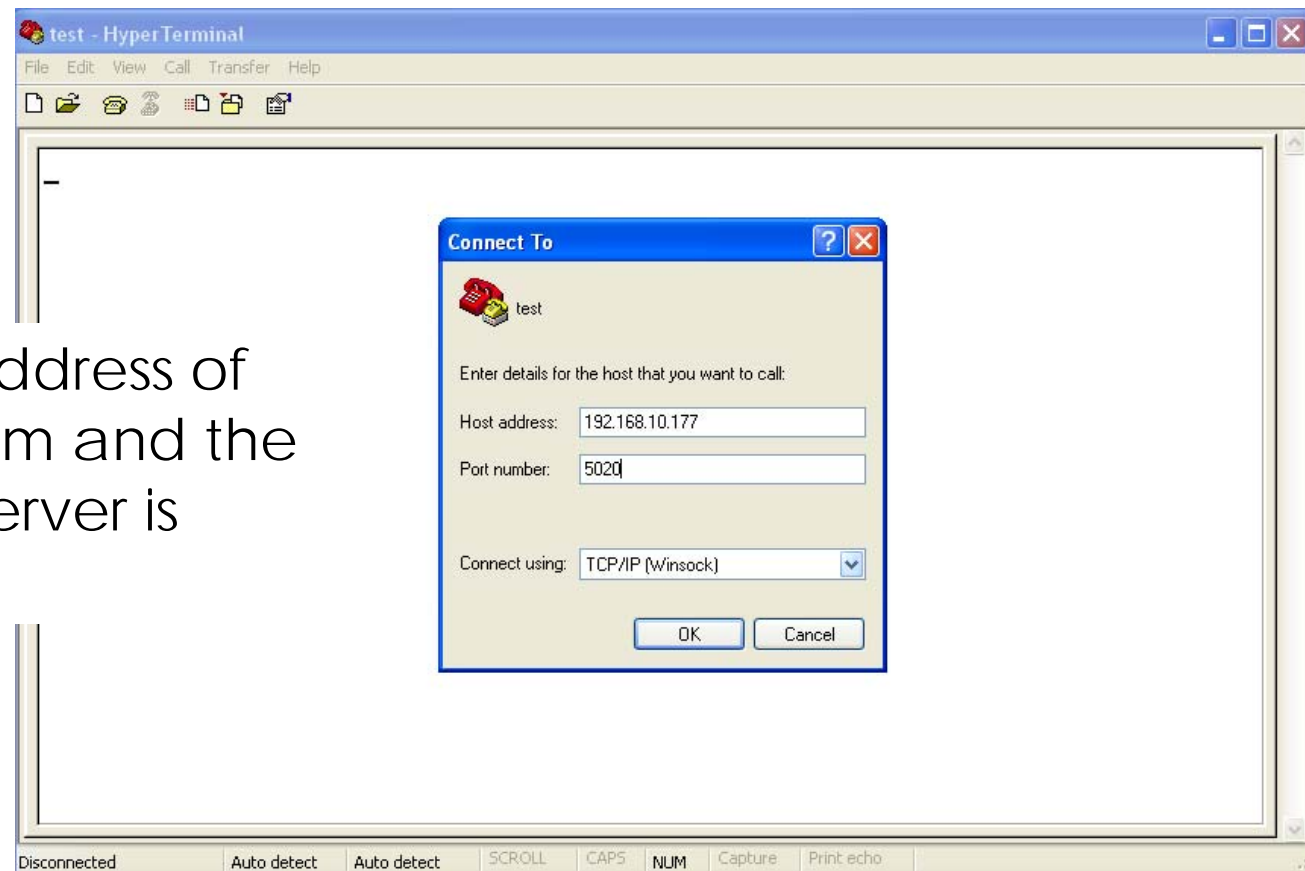 test - HyperTerminal
File Edit View Call Transfer Help
Connect To
test
ddress of
m and the
erver is
Enter details for the host that you want to call:
Host address: 192.168.10.177
Port number: 5020
Connect using: TCP/IP (Winsock)
OK Cancel
Disconnected Auto detect Auto detect SCROLL CAPS NUM Capture Print echo